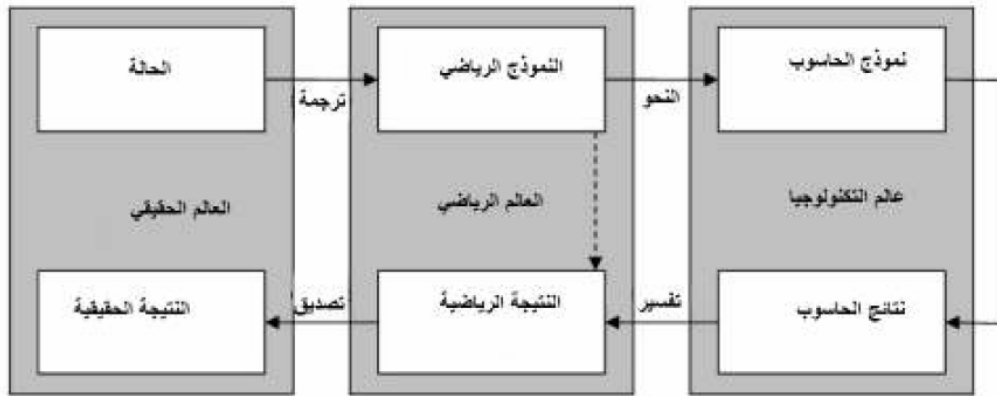 الحالة
ترجمة
النموذج الرياضي
النحو
نموذج الحاسوب
العالم الحقيقي
العالم الرياضي
عالم التكنولوجيا
النتيجة الحقيقية
تصديق
النتيجة الرياضية
تفسير
نتائج الحاسوب